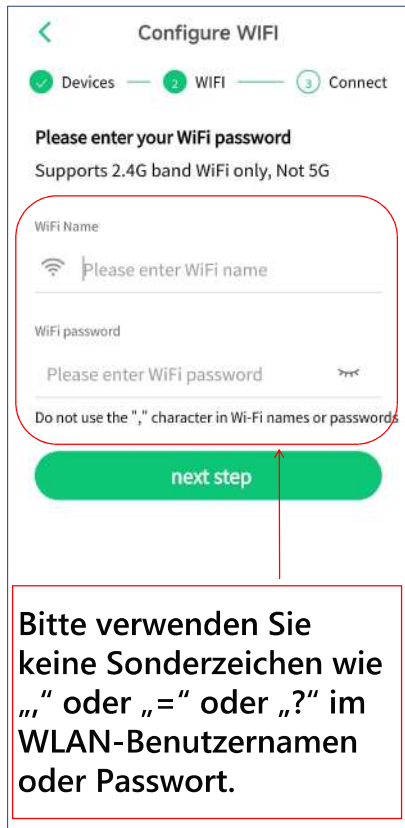 Configure WIFI
Devices 2 WIFI 3 Connect
Please enter your WiFi password
Supports 2.4G band WiFi only, Not 5G
WiFi Name
Please enter WiFi name
WiFi password
Please enter WiFi password
Do not use the "," character in Wi-Fi names or passwords
next step
Bitte verwenden Sie
keine Sonderzeichen wie
„,“ oder „=“ oder „?“ im
WLAN-Benutzernamen
oder Passwort.